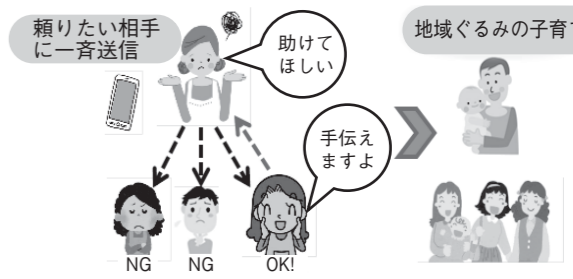 頼りたい相手
に一斉送信
助けて
ほしい
手伝え
ますよ
NG
NG
OK!
地域ぐるみの子育